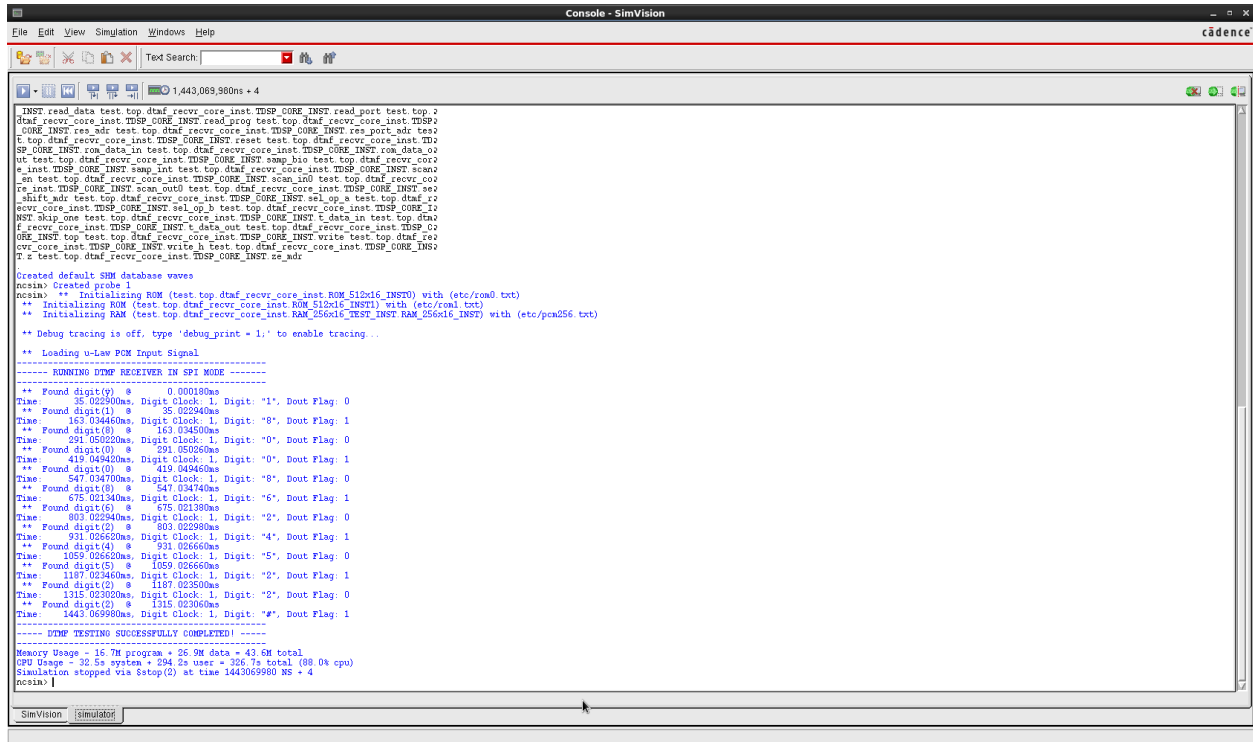 Console - SimVision
File Edit View Simulation Windows Help
cādence
Text Search:
1,443,069,980ns + 4
_INST.read_data test.top.dtmf_recvr_core_inst.TDSP_CORE_INST.read_port test.top.
dtmf_recvr_core_inst.TDSP_CORE_INST.read_prog test.top.dtmf_recvr_core_inst.TDSP
_CORE_INST.res_adr test.top.dtmf_recvr_core_inst.TDSP_CORE_INST.res_port_adr tes
t.top.dtmf_recvr_core_inst.TDSP_CORE_INST.reset test.top.dtmf_recvr_core_inst.TD
SP_CORE_INST.rom_data_in test.top.dtmf_recvr_core_inst.TDSP_CORE_INST.rom_data_o
ut test.top.dtmf_recvr_core_inst.TDSP_CORE_INST.samp_bio test.top.dtmf_recvr_cor
e_inst.TDSP_CORE_INST.samp_int test.top.dtmf_recvr_core_inst.TDSP_CORE_INST.scan
_en test.top.dtmf_recvr_core_inst.TDSP_CORE_INST.scan_in0 test.top.dtmf_recvr_co
re_inst.TDSP_CORE_INST.scan_out0 test.top.dtmf_recvr_core_inst.TDSP_CORE_INST.se
_shift_mdr test.top.dtmf_recvr_core_inst.TDSP_CORE_INST.sel_op_a test.top.dtmf_r
ecvr_core_inst.TDSP_CORE_INST.sel_op_b test.top.dtmf_recvr_core_inst.TDSP_CORE_I
NST.skip_one test.top.dtmf_recvr_core_inst.TDSP_CORE_INST.t_data_in test.top.dtm
f_recvr_core_inst.TDSP_CORE_INST.t_data_out test.top.dtmf_recvr_core_inst.TDSP_C
ORE_INST.top test.top.dtmf_recvr_core_inst.TDSP_CORE_INST.write test.top.dtmf_re
cvr_core_inst.TDSP_CORE_INST.write_h test.top.dtmf_recvr_core_inst.TDSP_CORE_INS
T.z test.top.dtmf_recvr_core_inst.TDSP_CORE_INST.ze_mdr
.
Created default SHM database waves
ncsim> Created probe 1
ncsim> ** Initializing ROM (test.top.dtmf_recvr_core_inst.ROM_512x16_INST0) with (etc/rom0.txt)
** Initializing ROM (test.top.dtmf_recvr_core_inst.ROM_512x16_INST1) with (etc/rom1.txt)
** Initializing RAM (test.top.dtmf_recvr_core_inst.RAM_256x16_TEST_INST.RAM_256x16_INST) with (etc/pcm256.txt)
** Debug tracing is off, type 'debug_print = 1;' to enable tracing...
** Loading u-Law PCM Input Signal
-----------------------------------------------
------ RUNNING DTMF RECEIVER IN SPI MODE -------
-----------------------------------------------
** Found digit(ÿ) @ 0.000180ms
Time: 35.022900ms, Digit Clock: 1, Digit: "1", Dout Flag: 0
** Found digit(1) @ 35.022940ms
Time: 163.034460ms, Digit Clock: 1, Digit: "8", Dout Flag: 1
** Found digit(8) @ 163.034500ms
Time: 291.050220ms, Digit Clock: 1, Digit: "0", Dout Flag: 0
** Found digit(0) @ 291.050260ms
Time: 419.049420ms, Digit Clock: 1, Digit: "0", Dout Flag: 1
** Found digit(0) @ 419.049460ms
Time: 547.034700ms, Digit Clock: 1, Digit: "8", Dout Flag: 0
** Found digit(8) @ 547.034740ms
Time: 675.021340ms, Digit Clock: 1, Digit: "6", Dout Flag: 1
** Found digit(6) @ 675.021380ms
Time: 803.022940ms, Digit Clock: 1, Digit: "2", Dout Flag: 0
** Found digit(2) @ 803.022980ms
Time: 931.026620ms, Digit Clock: 1, Digit: "4", Dout Flag: 1
** Found digit(4) @ 931.026660ms
Time: 1059.026620ms, Digit Clock: 1, Digit: "5", Dout Flag: 0
** Found digit(5) @ 1059.026660ms
Time: 1187.023460ms, Digit Clock: 1, Digit: "2", Dout Flag: 1
** Found digit(2) @ 1187.023500ms
Time: 1315.023020ms, Digit Clock: 1, Digit: "2", Dout Flag: 0
** Found digit(2) @ 1315.023060ms
Time: 1443.069980ms, Digit Clock: 1, Digit: "#", Dout Flag: 1
-----------------------------------------------
----- DTMF TESTING SUCCESSFULLY COMPLETED! -----
-----------------------------------------------
Memory Usage - 16.7M program + 26.9M data = 43.6M total
CPU Usage - 32.5s system + 294.2s user = 326.7s total (88.0% cpu)
Simulation stopped via $stop(2) at time 1443069980 NS + 4
ncsim>
SimVision simulator